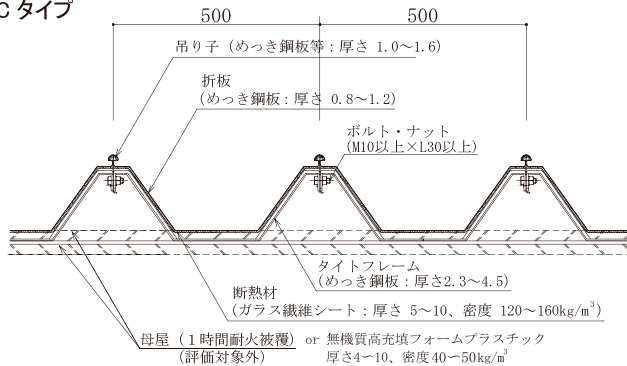 C タイプ
500
500
吊り子（めっき鋼板等：厚さ 1.0～1.6）
折板
（めっき鋼板：厚さ 0.8～1.2）
ボルト・ナット
（M10以上×L30以上）
タイトフレーム
（めっき鋼板：厚さ2.3～4.5）
断熱材
（ガラス繊維シート：厚さ 5～10、密度 120～160kg/m³）
母屋（１時間耐火被覆） or 無機質高充填フォームプラスチック
（評価対象外） 厚さ4～10、密度40～50kg/m³